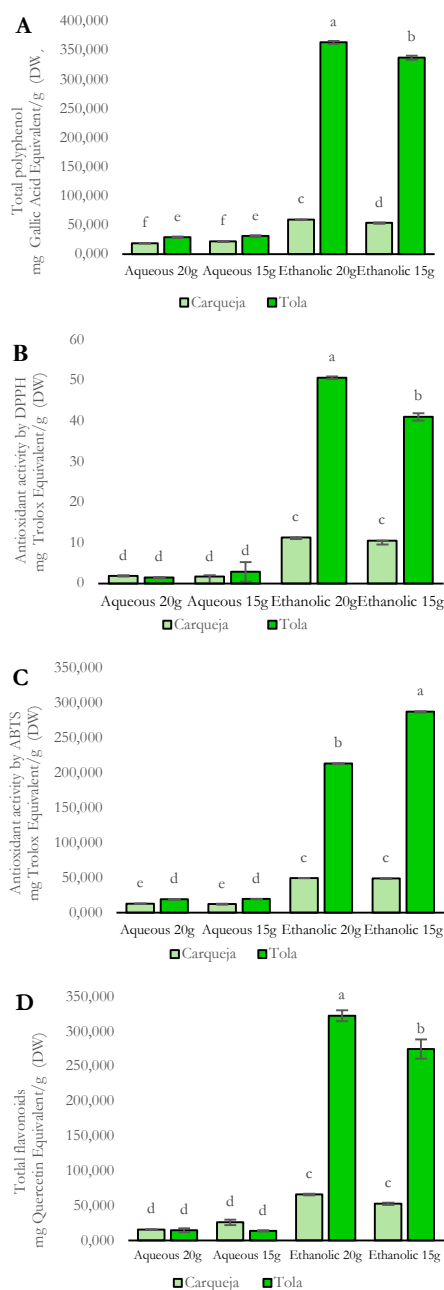 A
Total polyphenol
mg Gallic Acid Equivalent/g (DW)
400,000
350,000
300,000
250,000
200,000
150,000
100,000
50,000
0,000
f e f e c a d b
Aqueous 20g Aqueous 15g Ethanolic 20g Ethanolic 15g
Carqueja Tola
B
Antioxidant activity by DPPH
mg Trolox Equivalent/g (DW)
60
50
40
30
20
10
0
d d d d c a c b
Aqueous 20g Aqueous 15g Ethanolic 20g Ethanolic 15g
Carqueja Tola
C
Antioxidant activity by ABTS
mg Trolox Equivalent/g (DW)
350,000
300,000
250,000
200,000
150,000
100,000
50,000
0,000
e d e d c b c a
Aqueous 20g Aqueous 15g Ethanolic 20g Ethanolic 15g
Carqueja Tola
D
Totlal flavonoids
mg Quercetin Equivalent/g (DW)
350,000
300,000
250,000
200,000
150,000
100,000
50,000
0,000
d d d d c a c b
Aqueous 20g Aqueous 15g Ethanolic 20g Ethanolic 15g
Carqueja Tola